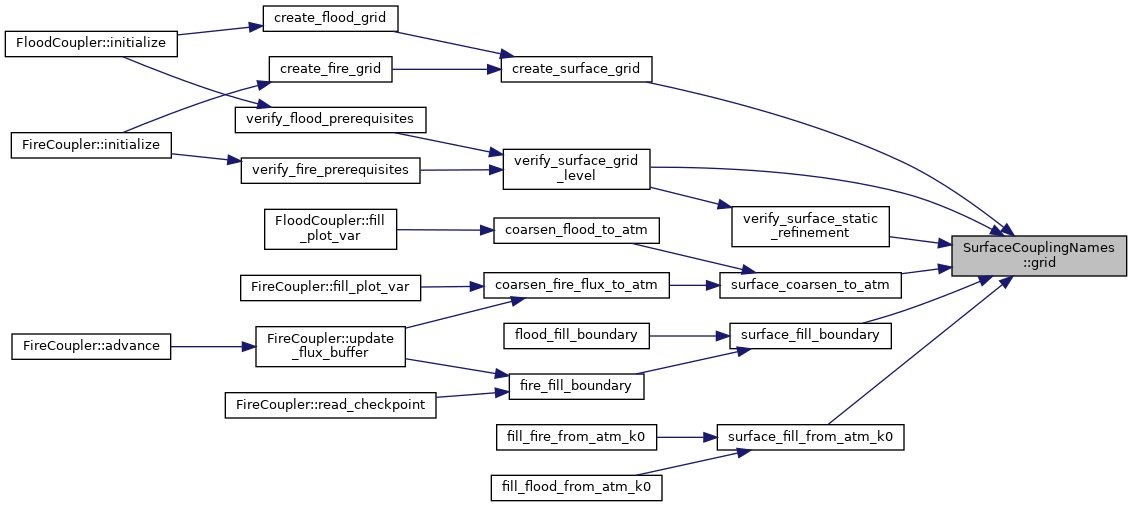 create_flood_grid
FloodCoupler::initialize
create_fire_grid
create_surface_grid
verify_flood_prerequisites
FireCoupler::initialize
verify_fire_prerequisites
verify_surface_grid
_level
FloodCoupler::fill
_plot_var
coarsen_flood_to_atm
verify_surface_static
_refinement
SurfaceCouplingNames
::grid
FireCoupler::fill_plot_var
coarsen_fire_flux_to_atm
surface_coarsen_to_atm
FireCoupler::advance
FireCoupler::update
_flux_buffer
flood_fill_boundary
surface_fill_boundary
fire_fill_boundary
FireCoupler::read_checkpoint
fill_fire_from_atm_k0
surface_fill_from_atm_k0
fill_flood_from_atm_k0